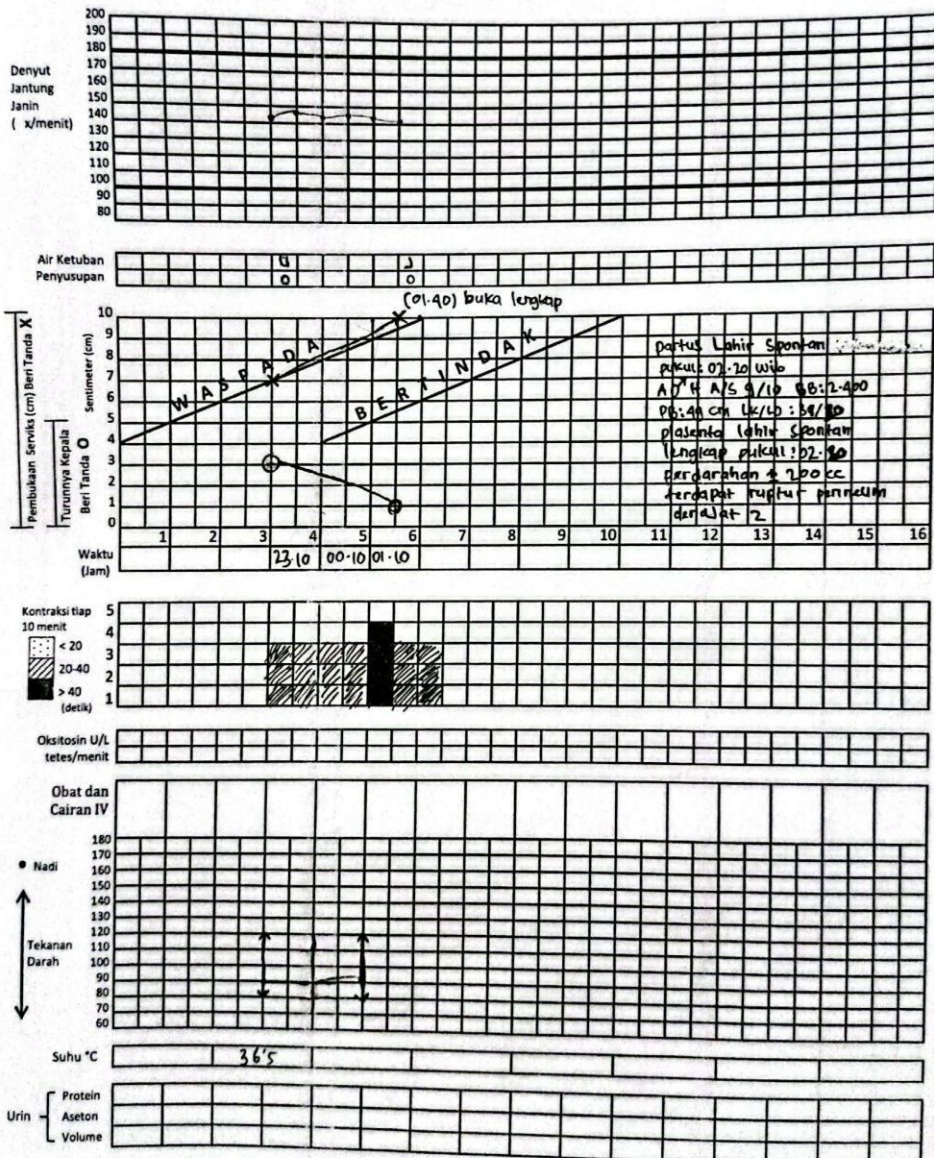 200
190
180
170
160
150
140
130
120
110
100
90
80
Denyut
Jantung
Janin
( x/menit)
Air Ketuban
Penyusupan
U J
0 0
(01.40) buka lengkap
Pembukaan Serviks (cm) Beri Tanda X
Turunnya Kepala
Beri Tanda O
Sentimeter (cm)
10
9
8
7
6
5
4
3
2
1
0
WASPADA
BERTINDAK
Partus Lahir Spontan
pukul: 02.20 wib
A ♂ H A/S 9/10 BB: 2.400
plasenta lahir spontan
lengkap pukul: 02.30
perdarahan ± 200 cc
terdapat ruptur perineum
derajat 2
1 2 3 4 5 6 7 8 9 10 11 12 13 14 15 16
Waktu
(Jam)
23.10 00.10 01.10
Kontraksi tiap
10 menit
< 20
20-40
> 40
(detik)
5
4
3
2
1
Oksitosin U/L
tetes/menit
Obat dan
Cairan IV
180
170
160
150
140
130
120
110
100
90
80
70
60
Nadi
Tekanan
Darah
Suhu °C
36'5
Urin
Protein
Aseton
Volume